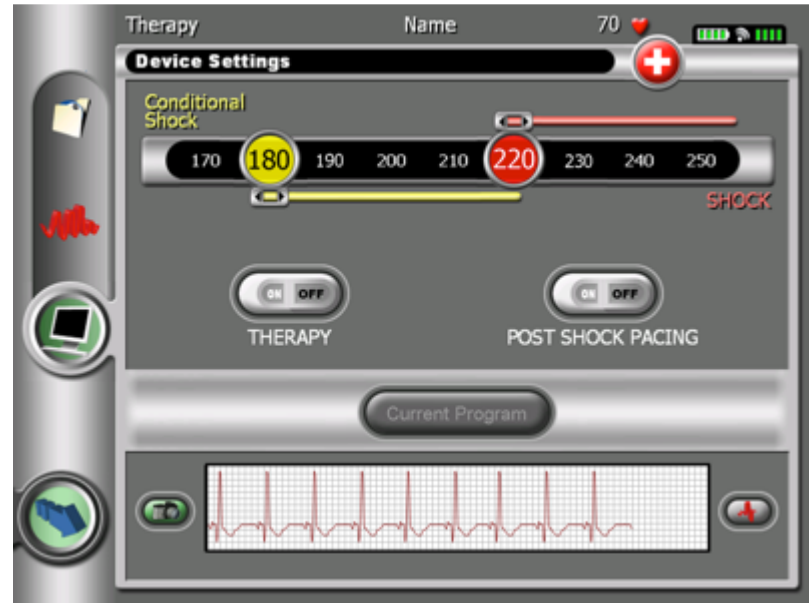 Therapy Name 70
Device Settings
Conditional
Shock
170 180 190 200 210 220 230 240 250
SHOCK
ON OFF ON OFF
THERAPY POST SHOCK PACING
Current Program